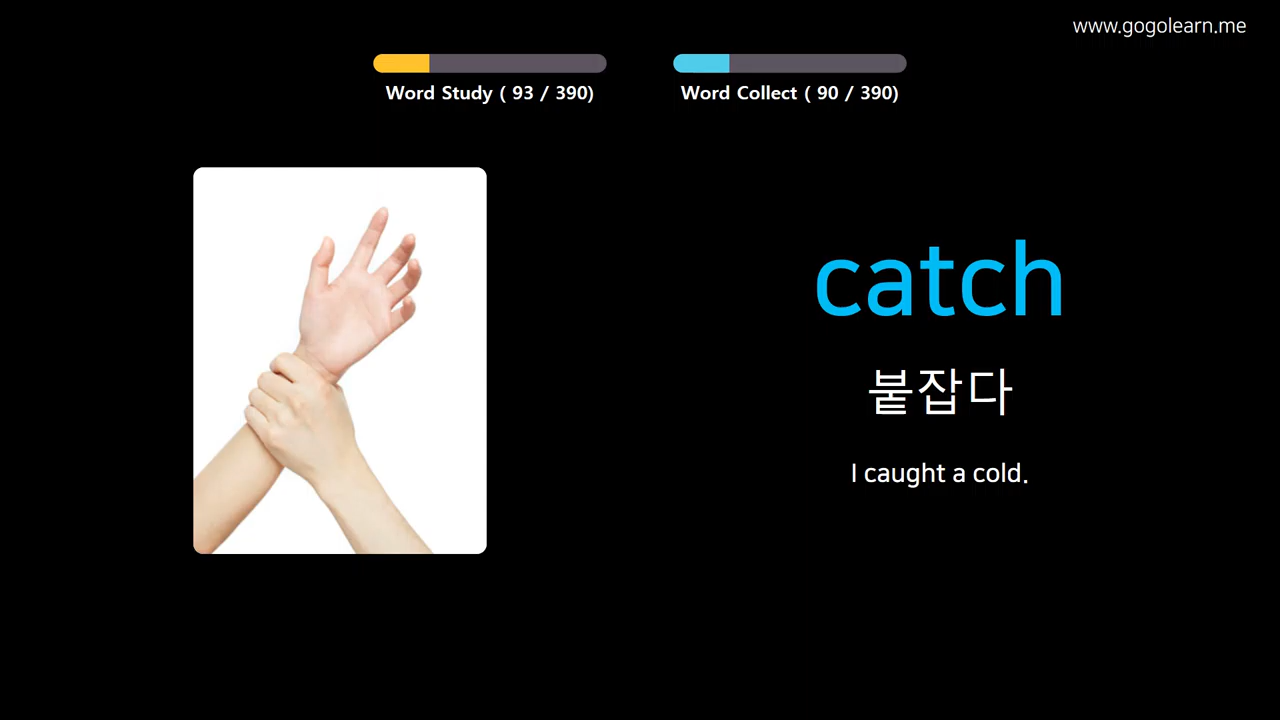 www.gogolearn.me
Word Study ( 93 / 390)
Word Collect ( 90 / 390)
catch
붙잡다
I caught a cold.